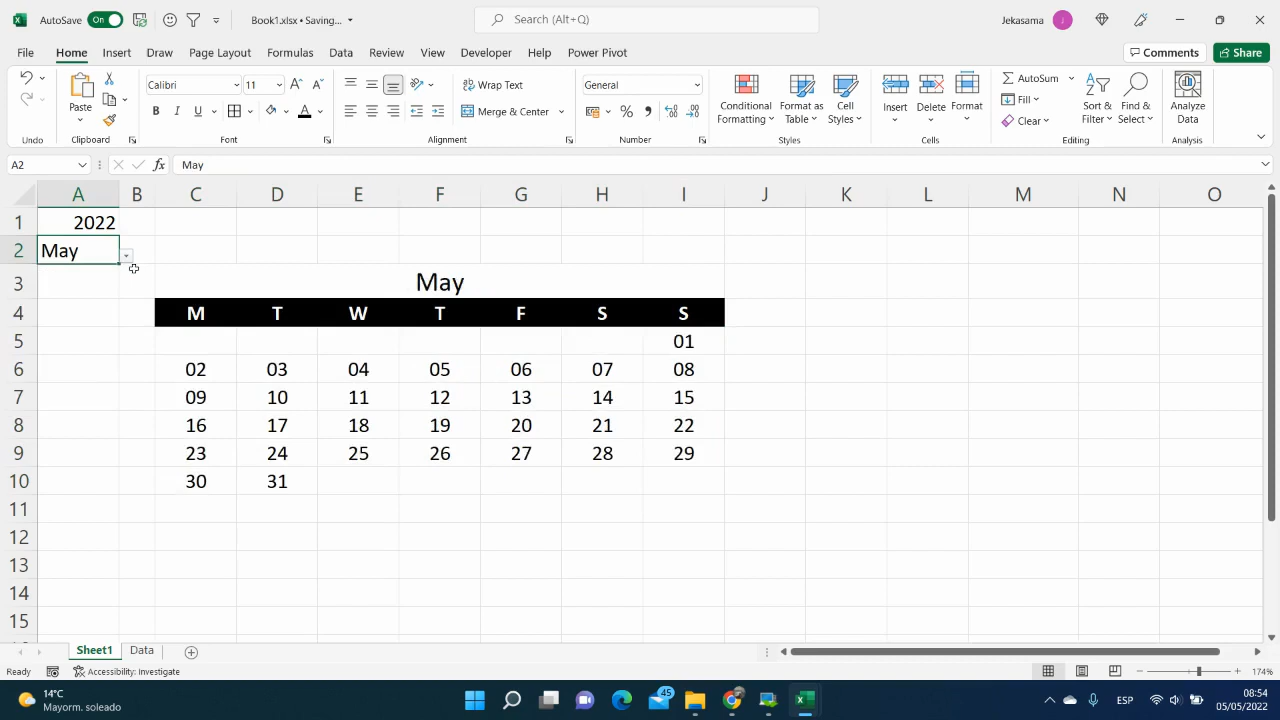 AutoSave On Book1.xlsx • Saving... Search (Alt+Q) Jekasama J
File Home Insert Draw Page Layout Formulas Data Review View Developer Help Power Pivot Comments Share
Paste Calibri 11 Wrap Text General Conditional Formatting Format as Table Cell Styles Insert Delete Format AutoSum Sort & Filter Find & Select Analyze Data
B I U Merge & Center % Fill
Clear
Undo Clipboard Font Alignment Number Styles Cells Editing Analysis
A2 fx May
A B C D E F G H I J K L M N O
1 2022
2 May
3 May
4 M T W T F S S
5 01
6 02 03 04 05 06 07 08
7 09 10 11 12 13 14 15
8 16 17 18 19 20 21 22
9 23 24 25 26 27 28 29
10 30 31
11
12
13
14
15
Sheet1 Data
Ready Accessibility: Investigate 174%
14°C
Mayorm. soleado
45
ESP
08:54
05/05/2022